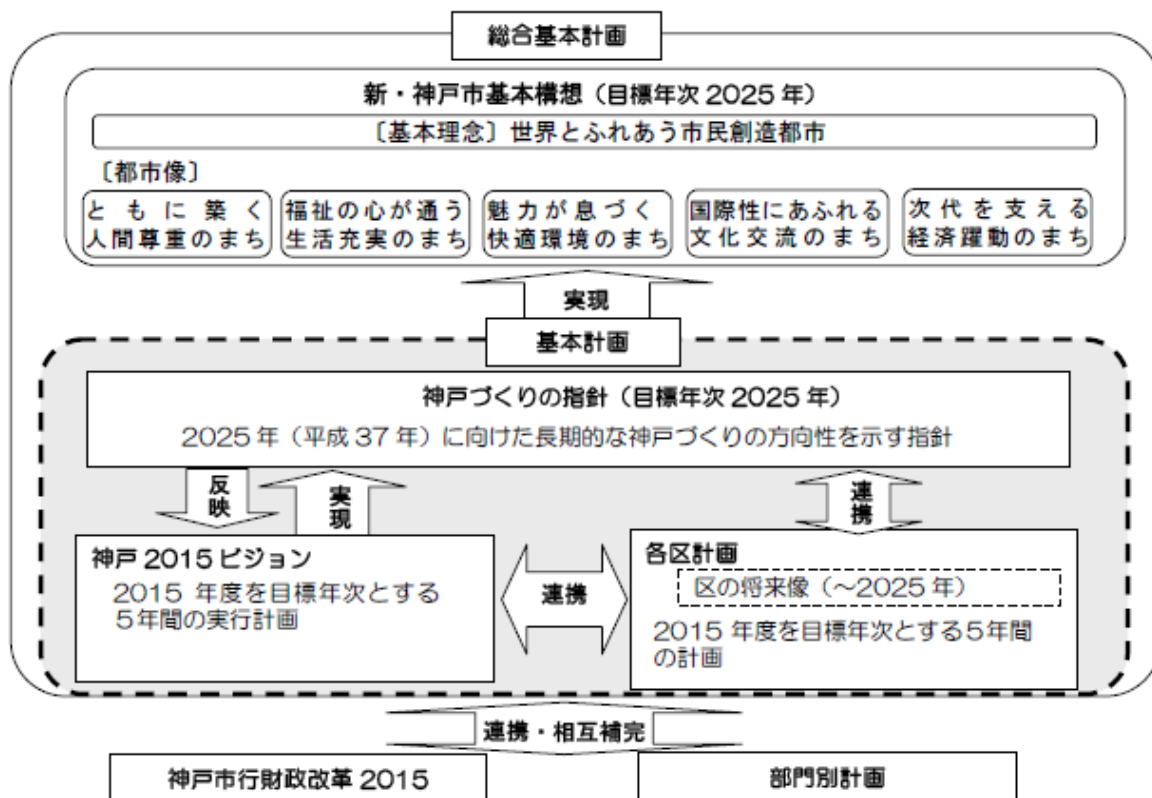 総合基本計画
新・神戸市基本構想（目標年次 2025 年）
〔基本理念〕世界とふれあう市民創造都市
〔都市像〕
ともに築く
人間尊重のまち
福祉の心が通う
生活充実のまち
魅力が息づく
快適環境のまち
国際性にあふれる
文化交流のまち
次代を支える
経済躍動のまち
実現
基本計画
神戸づくりの指針（目標年次 2025 年）
2025 年（平成 37 年）に向けた長期的な神戸づくりの方向性を示す指針
反映
実現
連携
神戸 2015 ビジョン
2015 年度を目標年次とする
5年間の実行計画
連携
各区計画
区の将来像（～2025 年）
2015 年度を目標年次とする5年間
の計画
連携・相互補完
神戸市行財政改革 2015
部門別計画